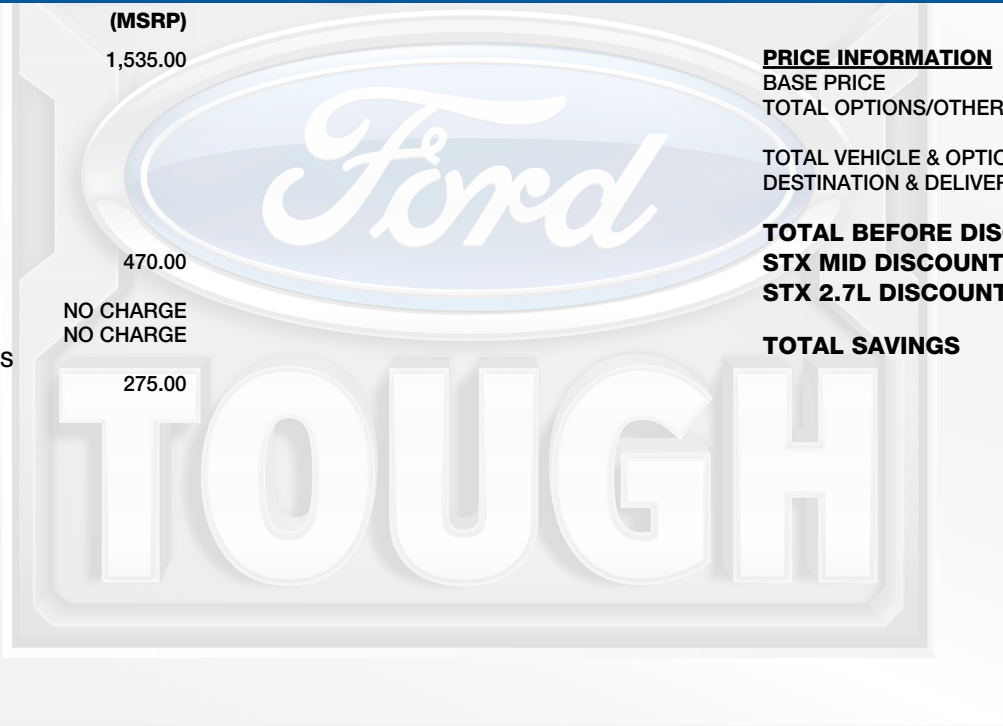 (MSRP)
1,535.00
470.00
NO CHARGE
NO CHARGE
S
275.00
PRICE INFORMATION
BASE PRICE
TOTAL OPTIONS/OTHER
TOTAL VEHICLE & OPTIO
DESTINATION & DELIVER
TOTAL BEFORE DIS
STX MID DISCOUNT
STX 2.7L DISCOUNT
TOTAL SAVINGS
Ford
TOUGH